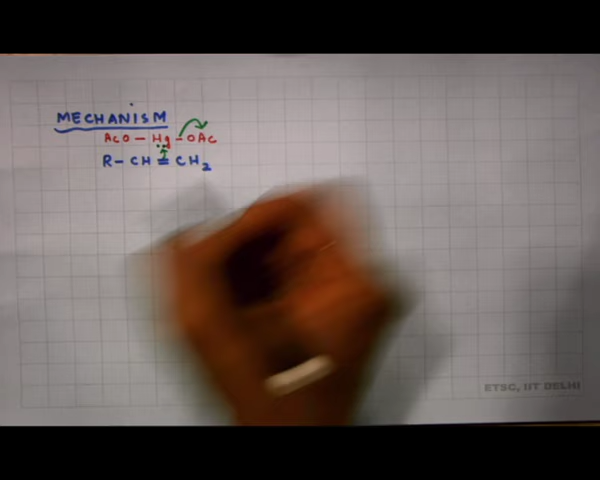 MECHANISM
AcO — Hg — OAc
R — CH = CH₂
ETSC, IIT DELHI